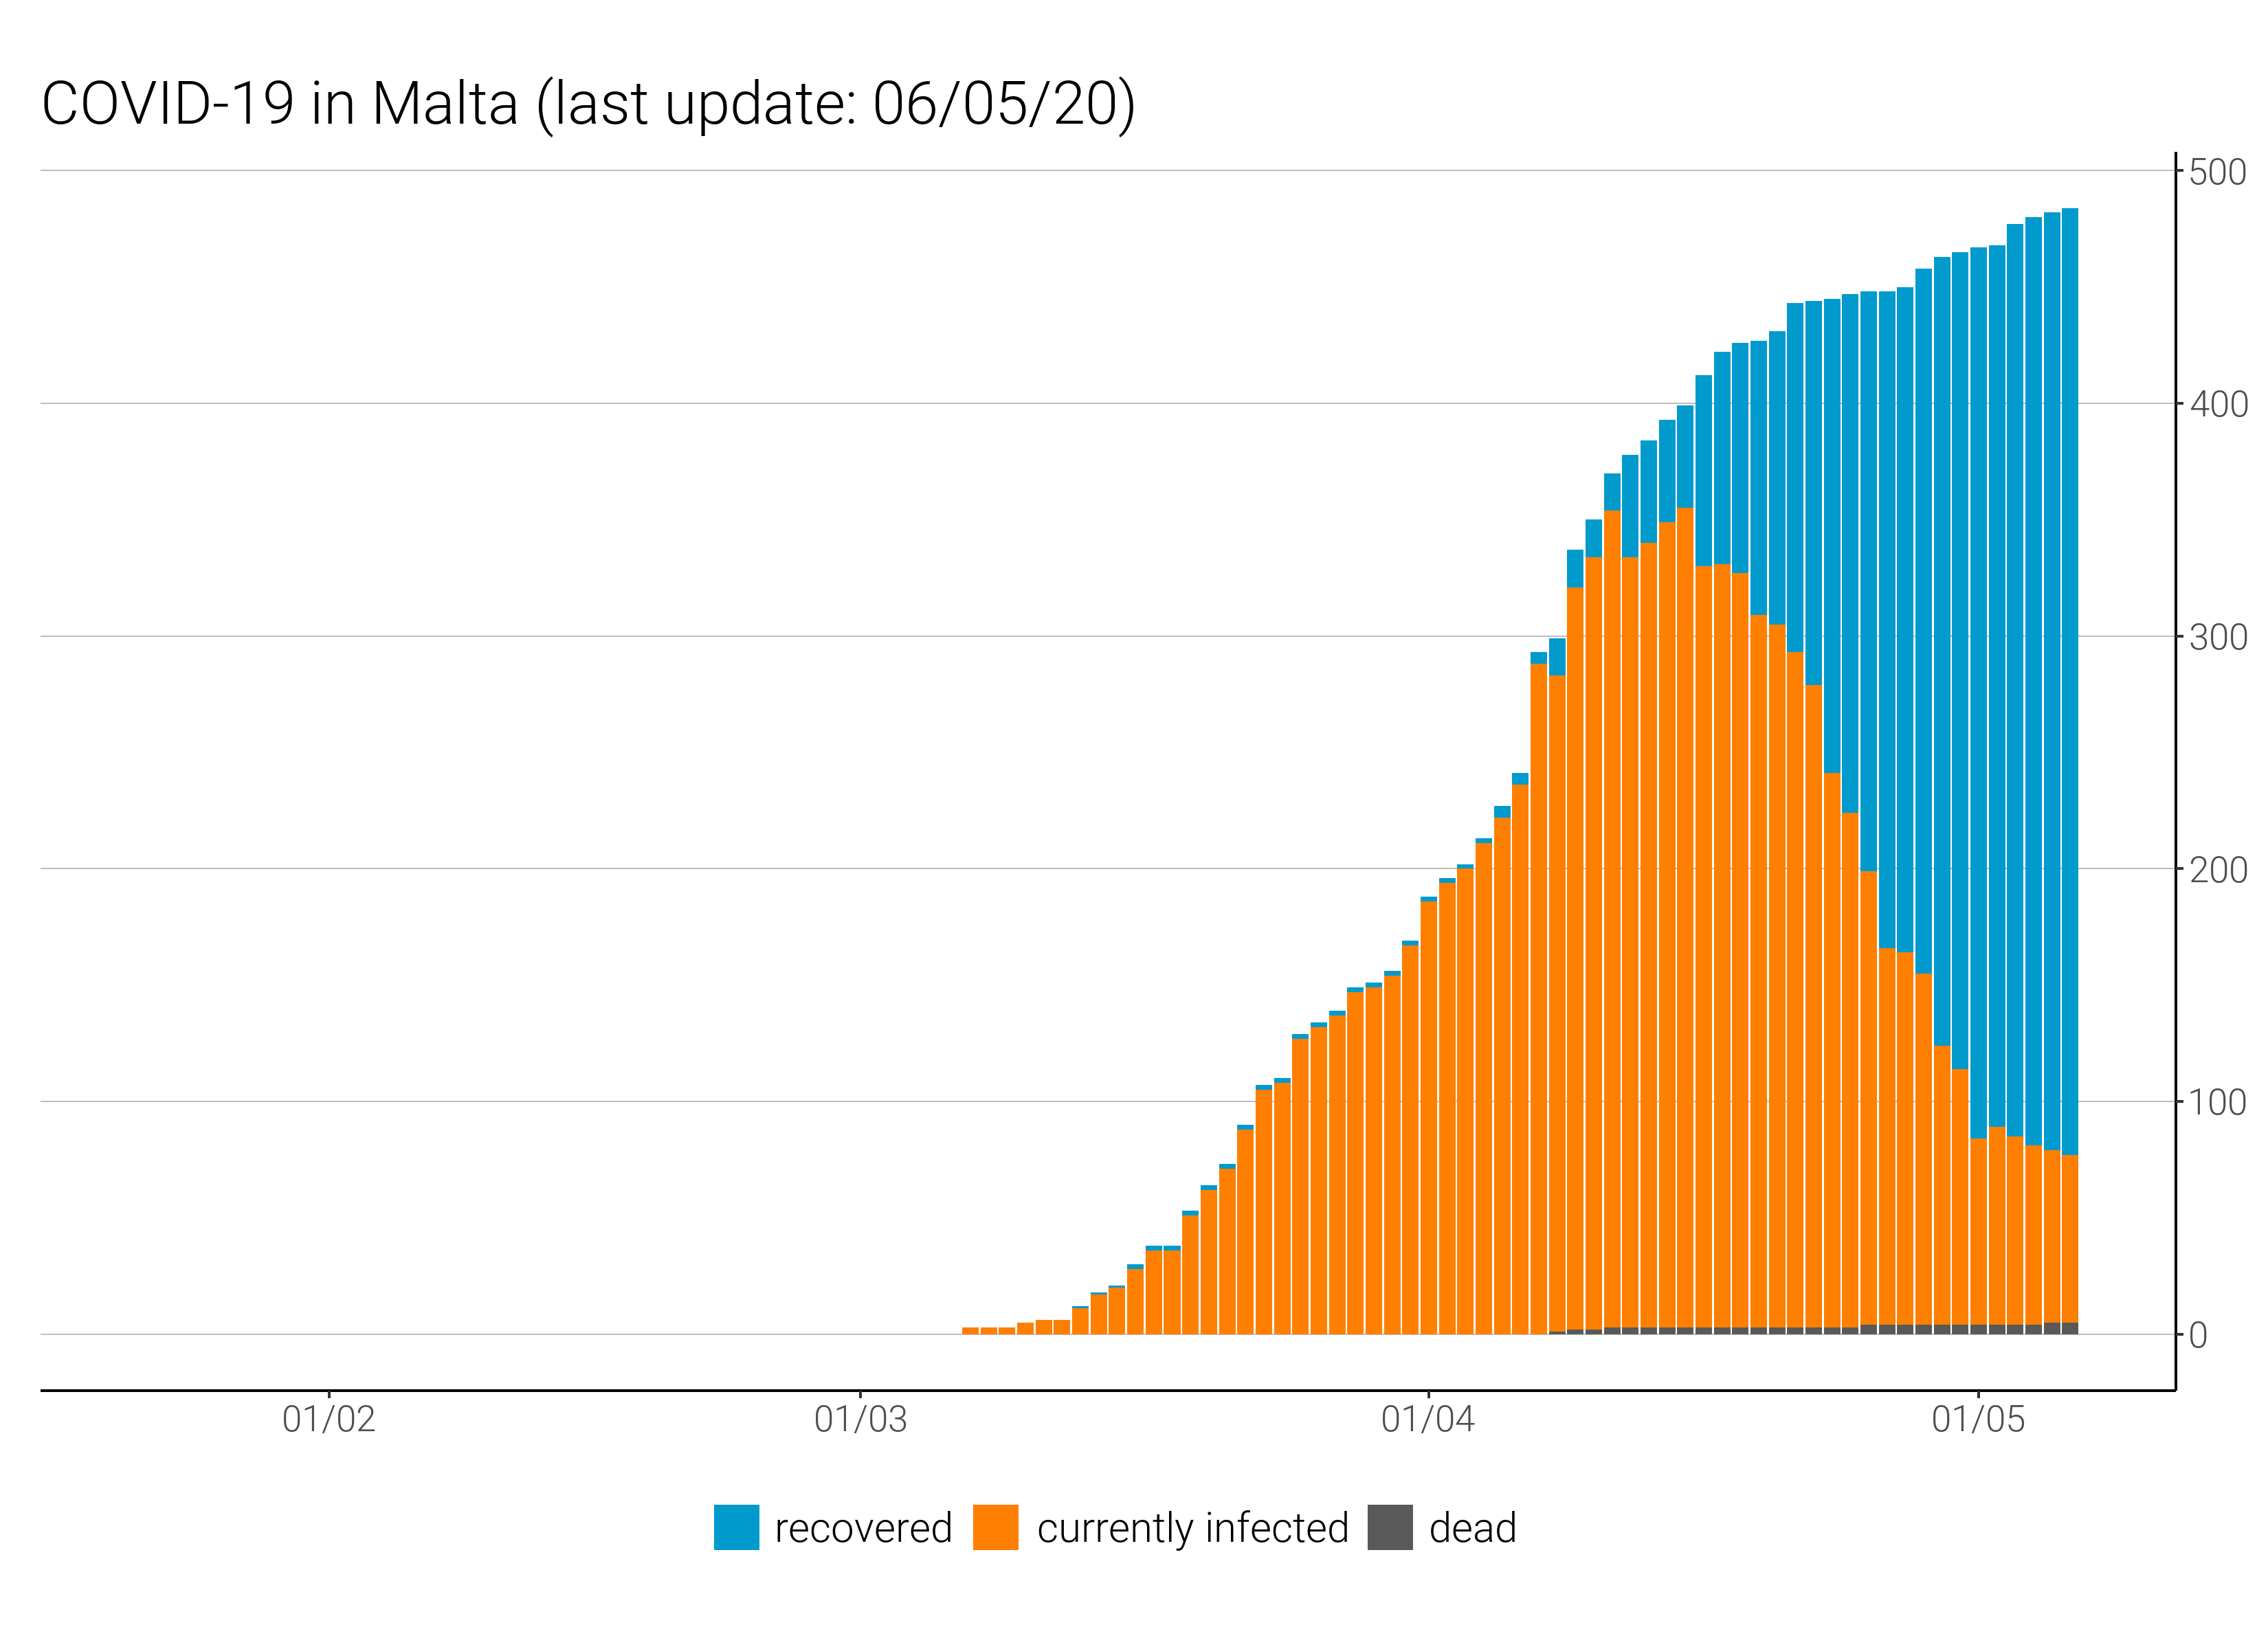 COVID-19 in Malta (last update: 06/05/20)
500
400
300
200
100
0
01/02 01/03 01/04 01/05
recovered currently infected dead